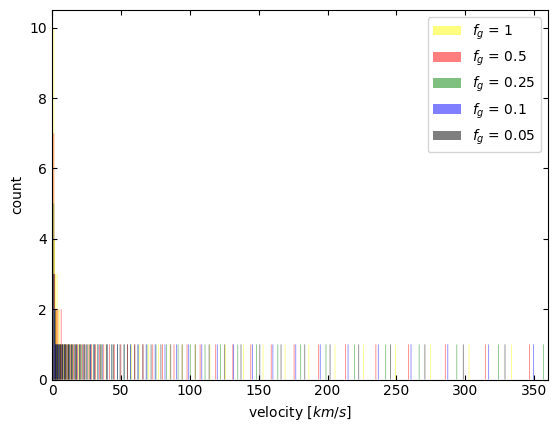 10
8
6
4
2
0
count
0 50 100 150 200 250 300 350
velocity [km/s]
f_g = 1
f_g = 0.5
f_g = 0.25
f_g = 0.1
f_g = 0.05